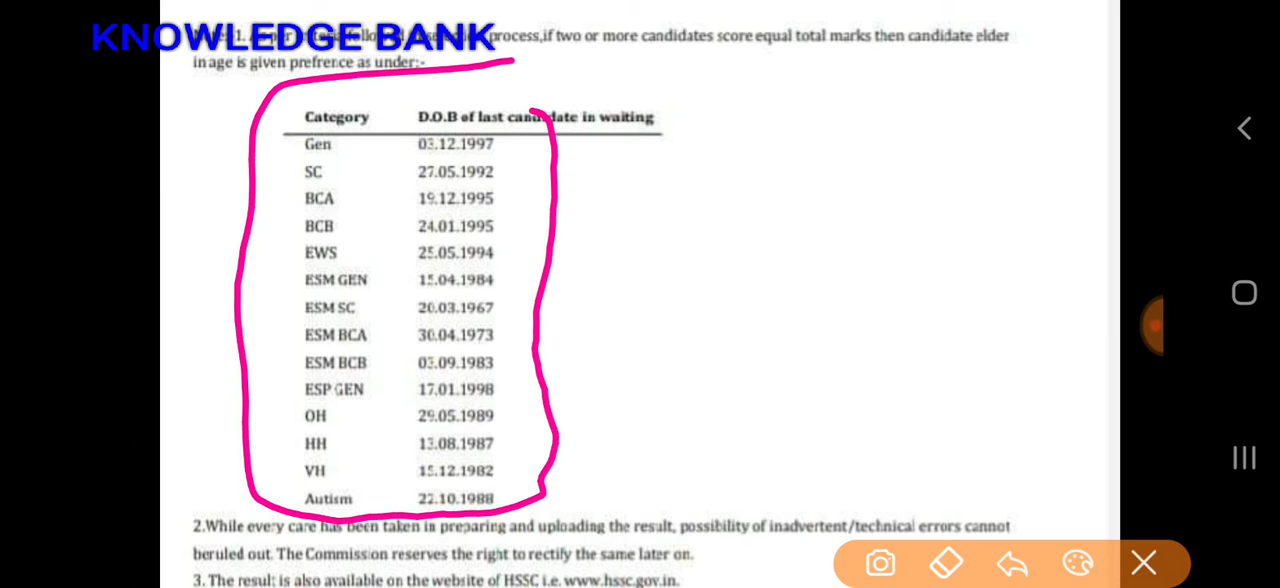 KNOWLEDGE BANK
process,if two or more candidates score equal total marks then candidate elder
in age is given prefrence as under:-
Category D.O.B of last candidate in waiting
Gen 03.12.1997
SC 27.05.1992
BCA 19.12.1995
BCB 24.01.1995
EWS 25.05.1994
ESM GEN 15.04.1984
ESM SC 20.03.1967
ESM BCA 30.04.1973
ESM BCB 03.09.1983
ESP GEN 17.01.1998
OH 29.05.1989
HH 13.08.1987
VH 15.12.1982
Autism 22.10.1988
2.While every care has been taken in preparing and uploading the result, possibility of inadvertent/technical errors cannot
beruled out. The Commission reserves the right to rectify the same later on.
3. The result is also available on the website of HSSC i.e. www.hssc.gov.in.